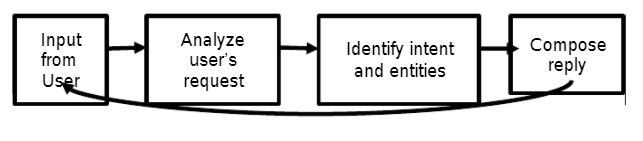 Input
from
User
Analyze
user's
request
Identify intent
and entities
Compose
reply